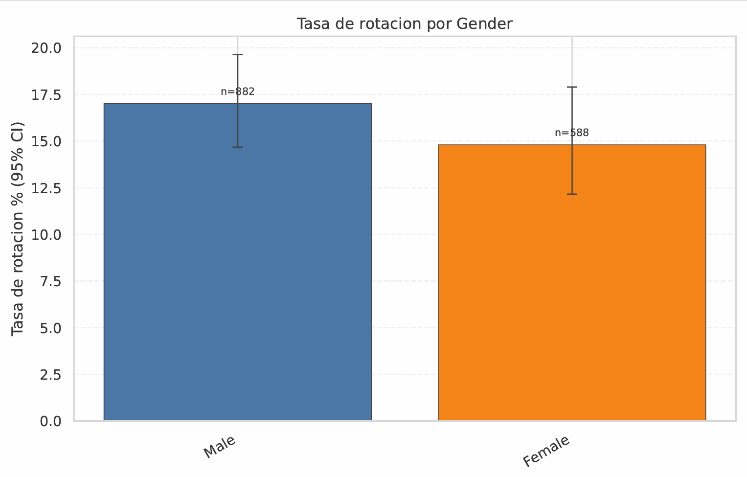 Tasa de rotacion por Gender
Tasa de rotacion % (95% CI)
20.0
17.5
15.0
12.5
10.0
7.5
5.0
2.5
0.0
n=882
n=588
Male
Female